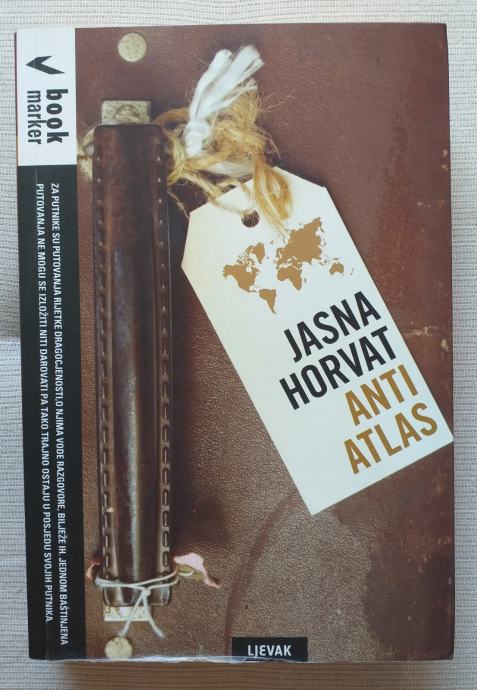 book
marker
ZA PUTNIKE SU PUTOVANJA RIJETKE DRAGOCJENOSTI. O NJIMA VODE RAZGOVORE, BILJEŽE IH. JEDNOM BAŠTINJENA
PUTOVANJA NE MOGU SE IZLOŽITI NITI DAROVATI PA TAKO TRAJNO OSTAJU U POSJEDU SVOJIH PUTNIKA.
JASNA
HORVAT
ANTI
ATLAS
LJEVAK